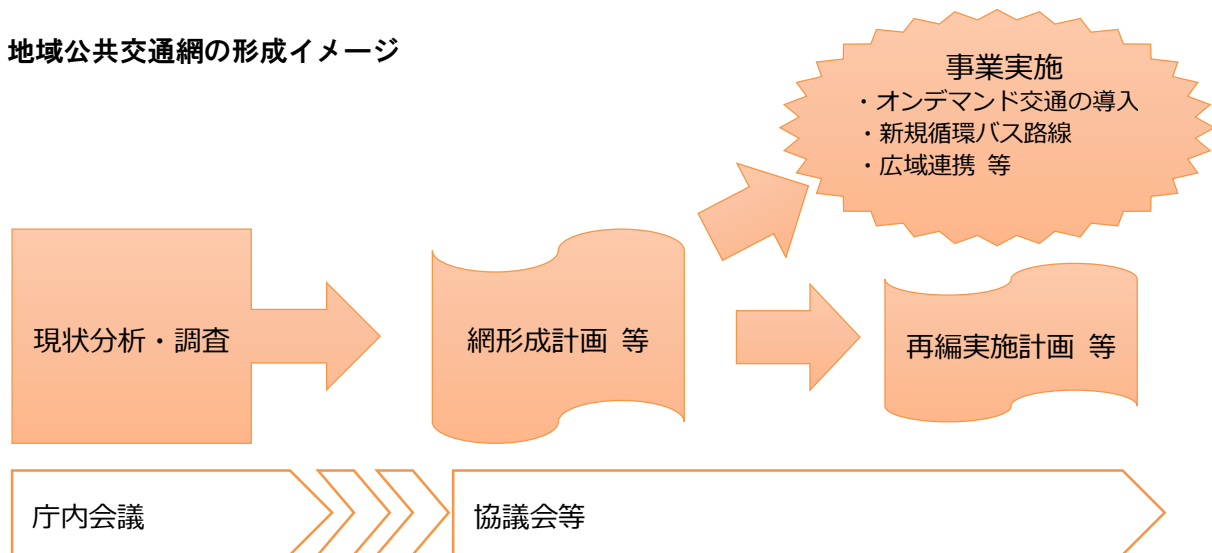 地域公共交通網の形成イメージ
事業実施
・オンデマンド交通の導入
・新規循環バス路線
・広域連携 等
現状分析・調査
網形成計画 等
再編実施計画 等
庁内会議
協議会等